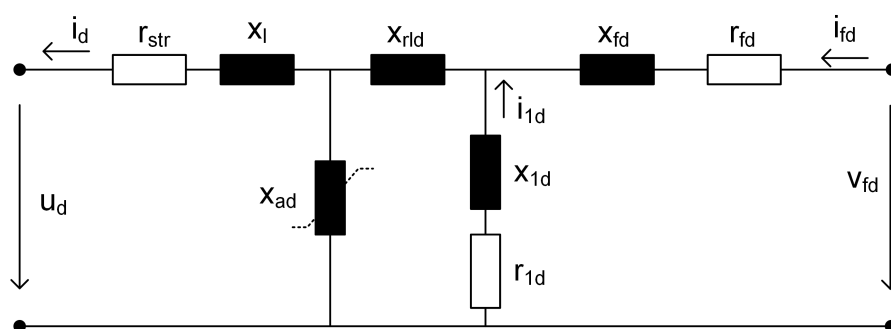 i_d r_str x_l x_rld x_fd r_fd i_fd
i_1d
x_1d
u_d x_ad v_fd
r_1d